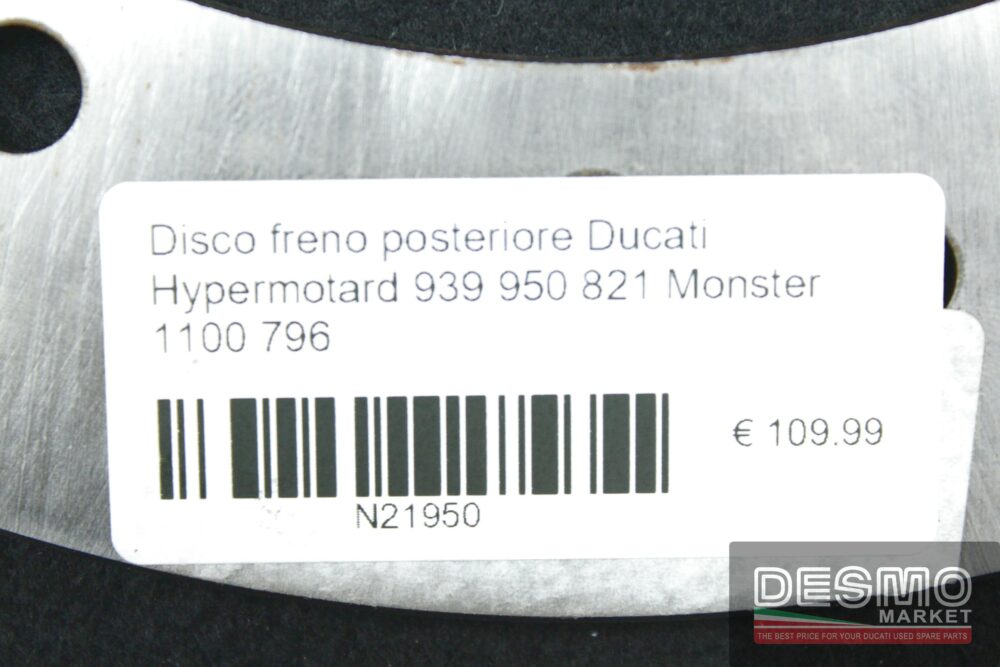 Disco freno posteriore Ducati
Hypermotard 939 950 821 Monster
1100 796
€ 109.99
N21950
DESMO
MARKET
THE BEST PRICE FOR YOUR DUCATI USED SPARE PARTS